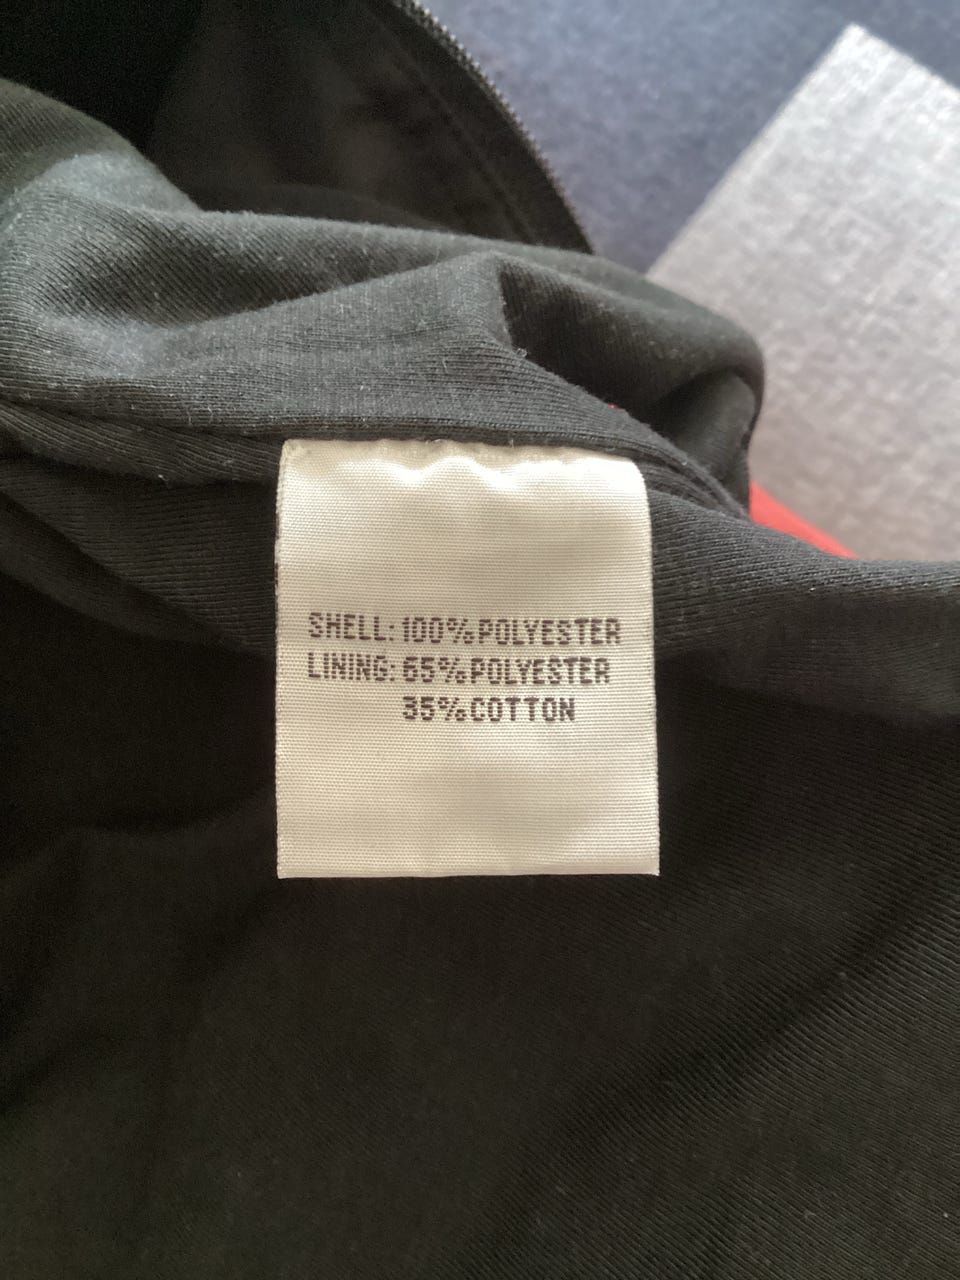 SHELL: 100% POLYESTER
LINING: 65% POLYESTER
35% COTTON